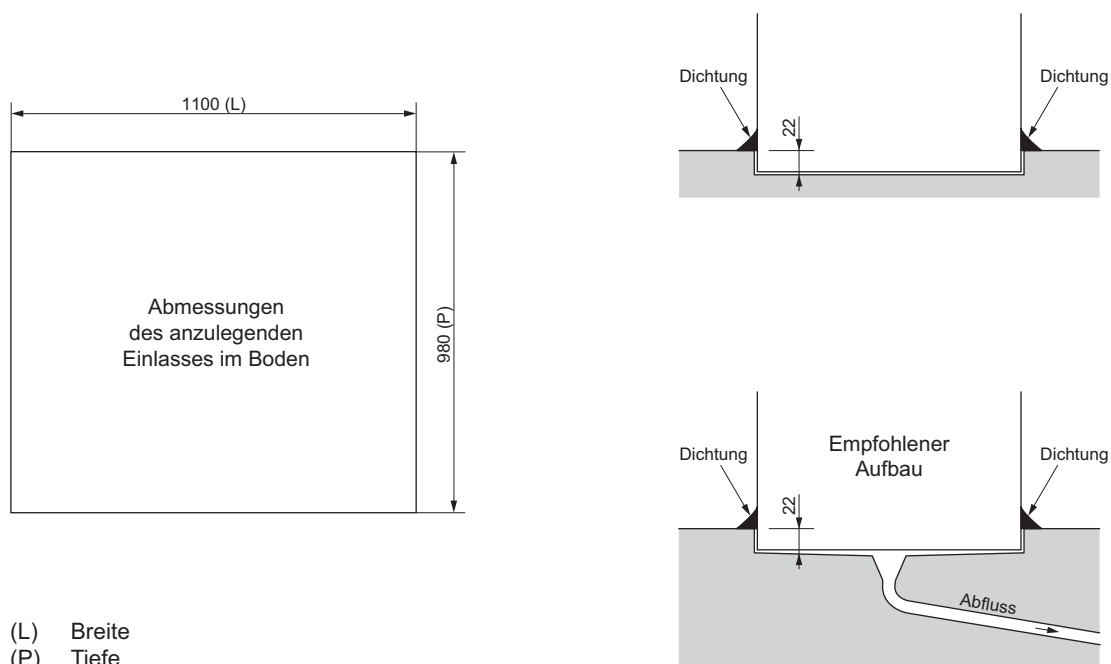 1100 (L)
980 (P)
Abmessungen
des anzulegenden
Einlasses im Boden
(L) Breite
(P) Tiefe
Dichtung
22
Dichtung
Dichtung
22
Empfohlener
Aufbau
Dichtung
Abfluss